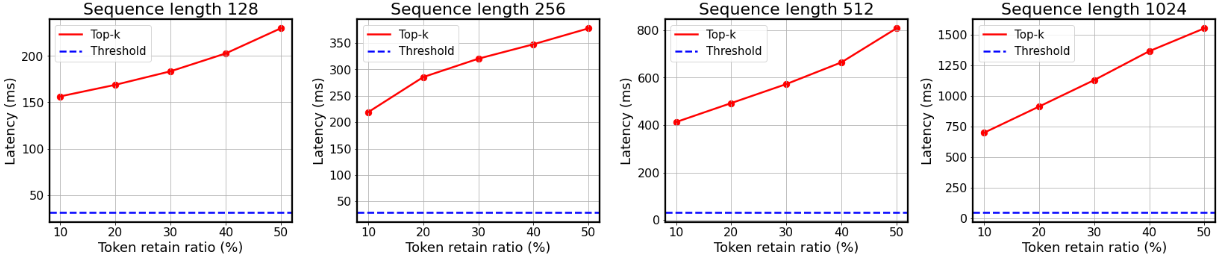 Sequence length 128
Top-k
Threshold
200
150
100
50
Latency (ms)
10 20 30 40 50
Token retain ratio (%)
Sequence length 256
Top-k
Threshold
350
300
250
200
150
100
50
Latency (ms)
10 20 30 40 50
Token retain ratio (%)
Sequence length 512
Top-k
Threshold
800
600
400
200
0
Latency (ms)
10 20 30 40 50
Token retain ratio (%)
Sequence length 1024
Top-k
Threshold
1500
1250
1000
750
500
250
0
Latency (ms)
10 20 30 40 50
Token retain ratio (%)